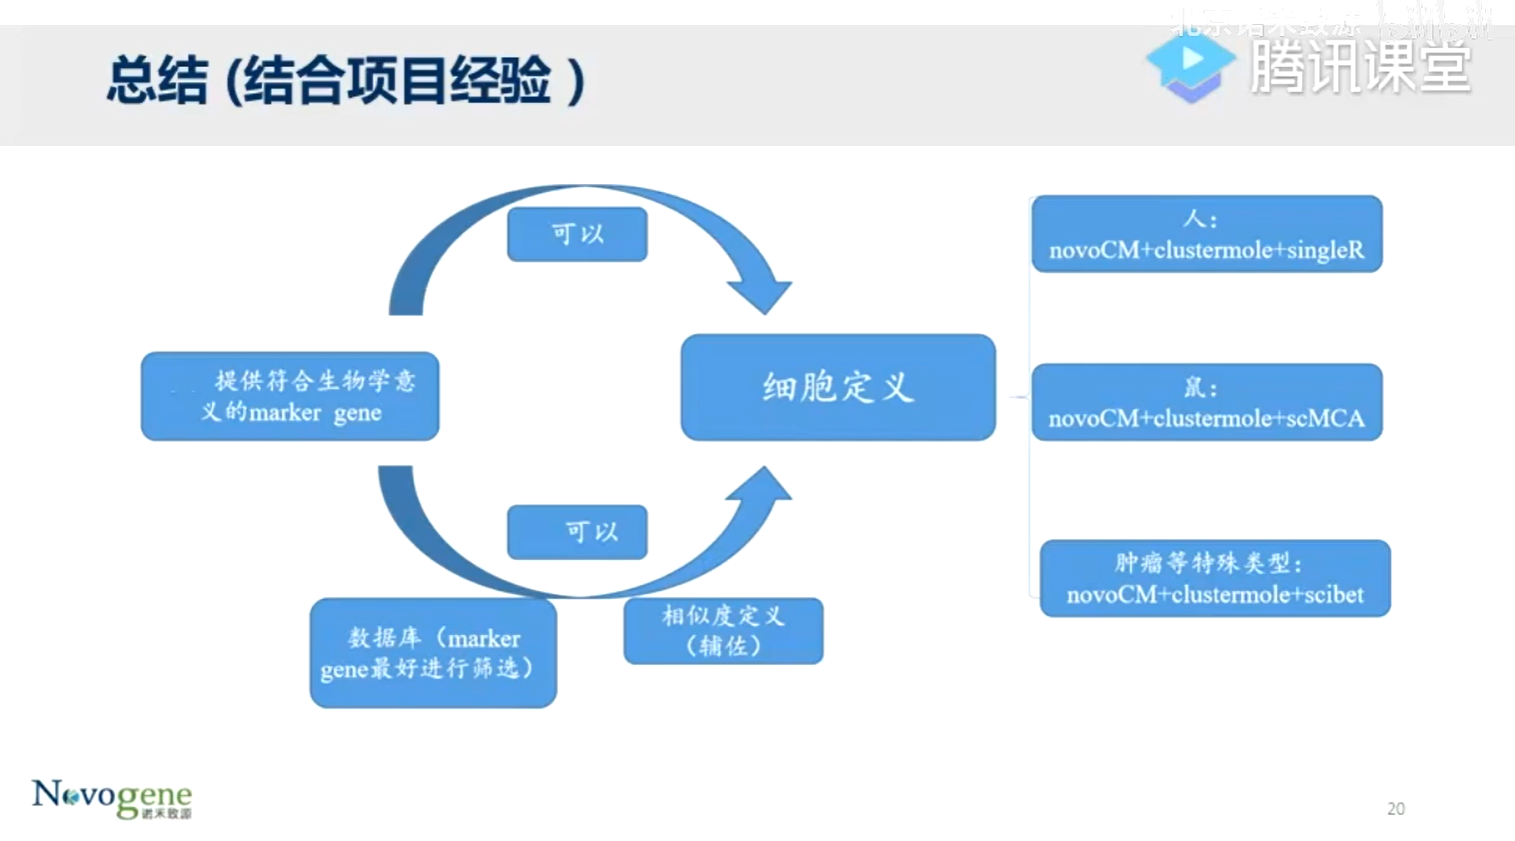 北京诺禾致源
腾讯课堂
总结 (结合项目经验 )
可以
人：
novoCM+clustermole+singleR
提供符合生物学意
义的marker gene
细胞定义
鼠：
novoCM+clustermole+scMCA
可以
肿瘤等特殊类型：
novoCM+clustermole+scibet
数据库（marker
gene最好进行筛选）
相似度定义
（辅佐）
Novogene
诺禾致源
20